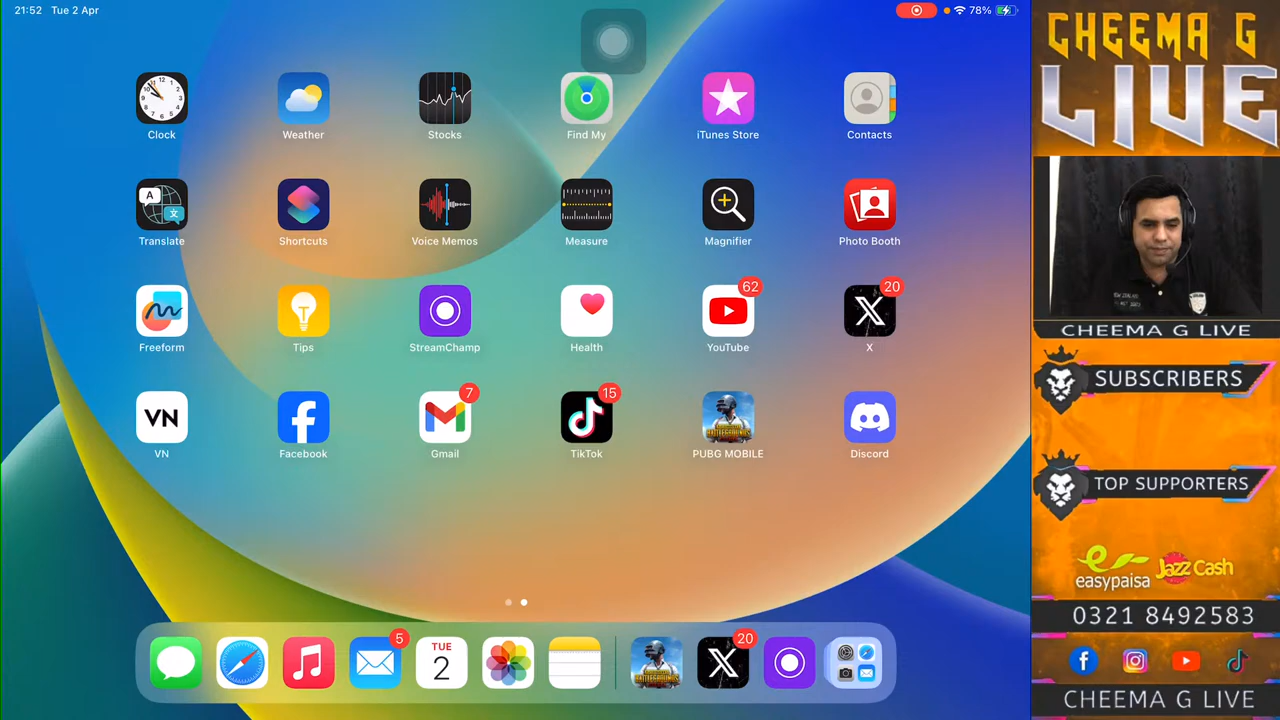 21:52 Tue 2 Apr
78%
Clock
Weather
Stocks
Find My
iTunes Store
Contacts
Translate
Shortcuts
Voice Memos
Measure
Magnifier
Photo Booth
62
20
Freeform
Tips
StreamChamp
Health
YouTube
X
7
15
VN
VN
Facebook
Gmail
TikTok
PUBG MOBILE
Discord
5
TUE
2
20
CHEEMA G
LIVE
CHEEMA G LIVE
SUBSCRIBERS
TOP SUPPORTERS
easypaisa
JazzCash
0321 8492583
CHEEMA G LIVE